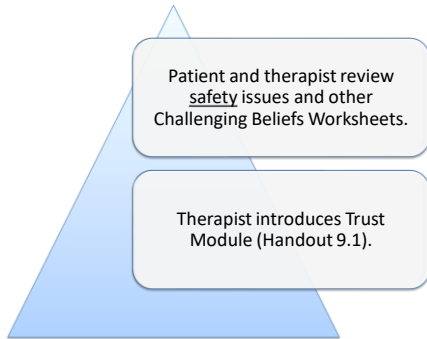 Patient and therapist review
safety issues and other
Challenging Beliefs Worksheets.
Therapist introduces Trust
Module (Handout 9.1).